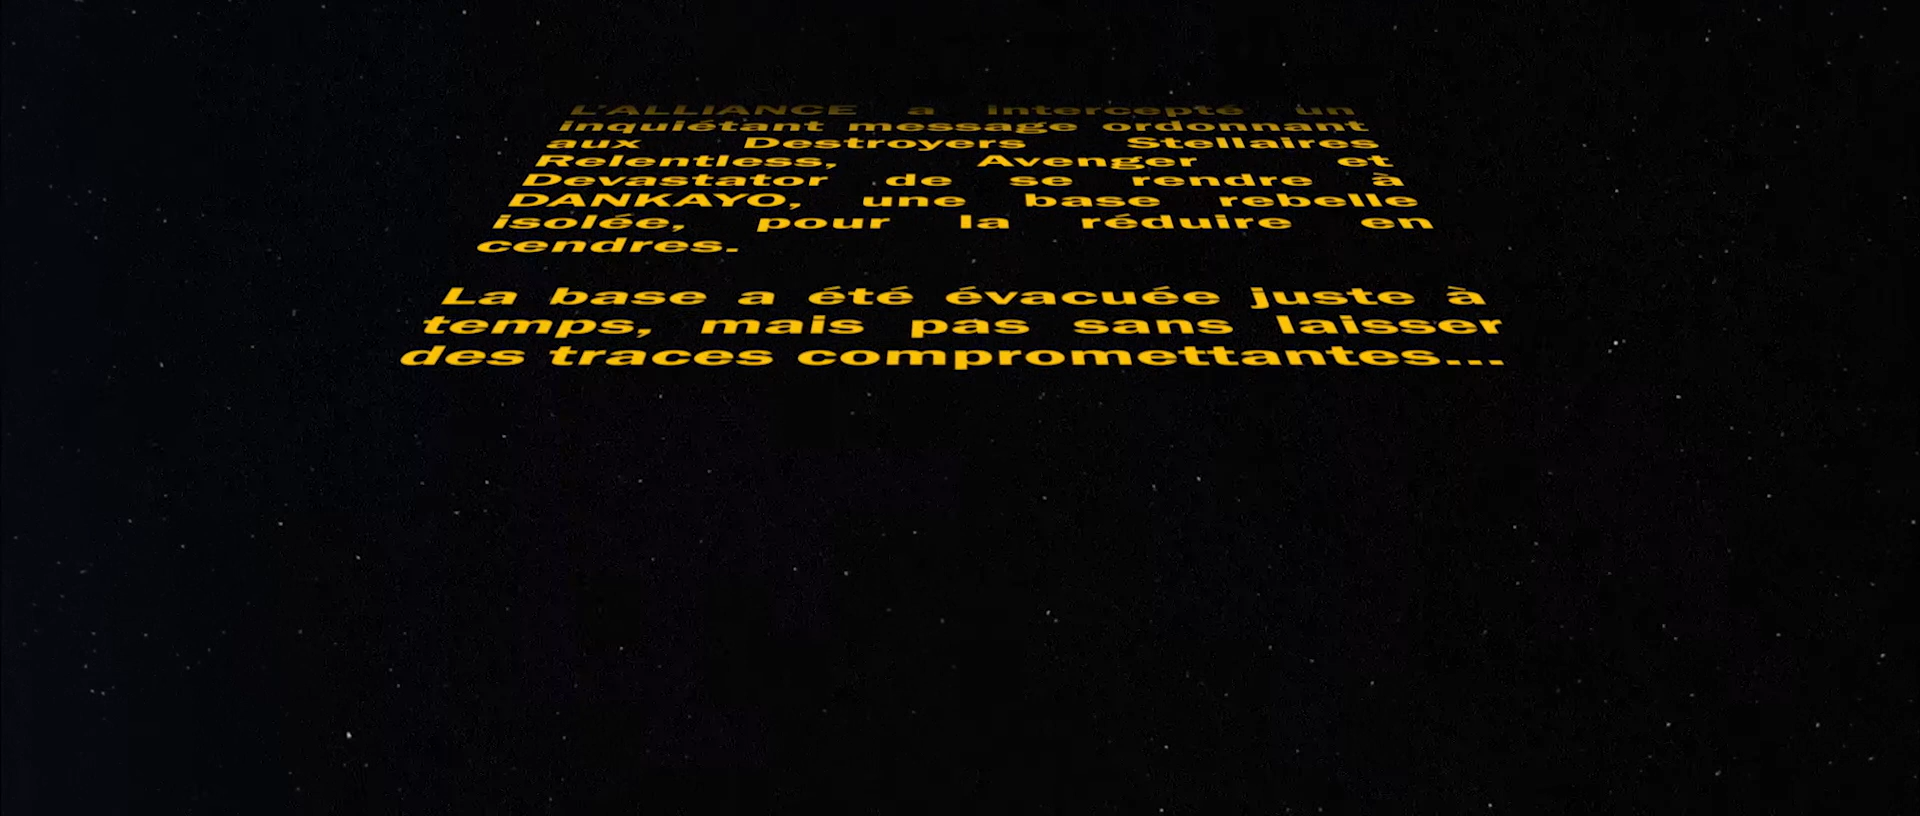 L'ALLIANCE a intercepté un
inquiétant message ordonnant
aux Destroyers Stellaires
Relentless, Avenger et
Devastator de se rendre à
DANKAYO, une base rebelle
isolée, pour la réduire en
cendres.
La base a été évacuée juste à
temps, mais pas sans laisser
des traces compromettantes...